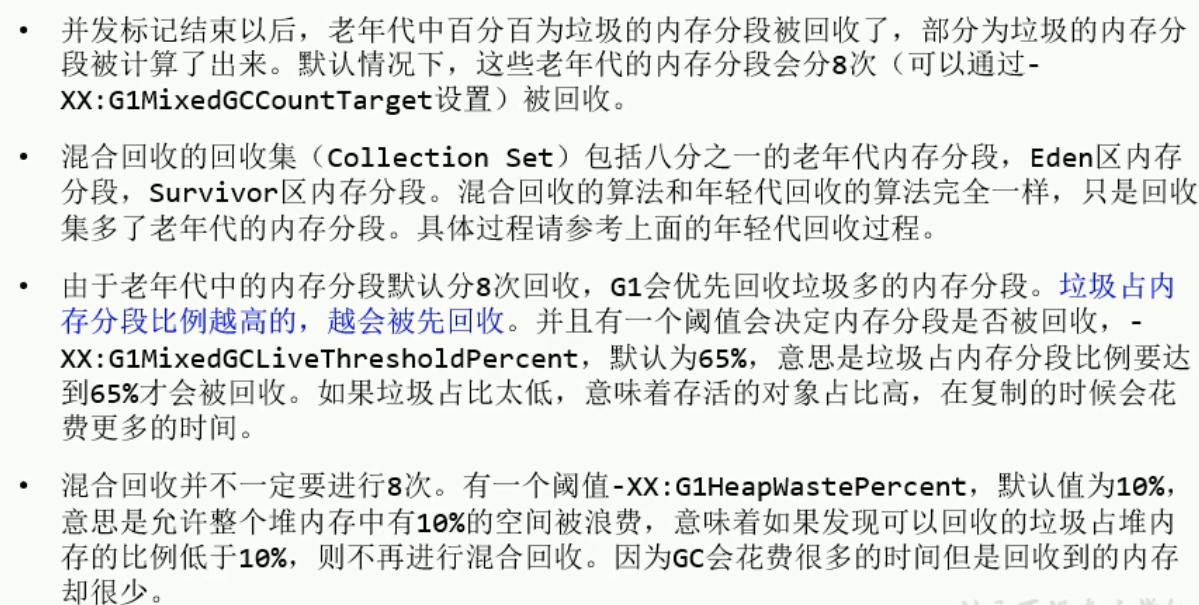 • 并发标记结束以后，老年代中百分百为垃圾的内存分段被回收了，部分为垃圾的内存分
段被计算了出来。默认情况下，这些老年代的内存分段会分8次（可以通过-
XX:G1MixedGCCountTarget设置）被回收。
• 混合回收的回收集（Collection Set）包括八分之一的老年代内存分段，Eden区内存
分段，Survivor区内存分段。混合回收的算法和年轻代回收的算法完全一样，只是回收
集多了老年代的内存分段。具体过程请参考上面的年轻代回收过程。
• 由于老年代中的内存分段默认分8次回收，G1会优先回收垃圾多的内存分段。垃圾占内
存分段比例越高的，越会被先回收。并且有一个阈值会决定内存分段是否被回收，-
XX:G1MixedGCLiveThresholdPercent，默认为65%，意思是垃圾占内存分段比例要达
到65%才会被回收。如果垃圾占比太低，意味着存活的对象占比高，在复制的时候会花
费更多的时间。
• 混合回收并不一定要进行8次。有一个阈值-XX:G1HeapWastePercent，默认值为10%，
意思是允许整个堆内存中有10%的空间被浪费，意味着如果发现可以回收的垃圾占堆内
存的比例低于10%，则不再进行混合回收。因为GC会花费很多的时间但是回收到的内存
却很少。